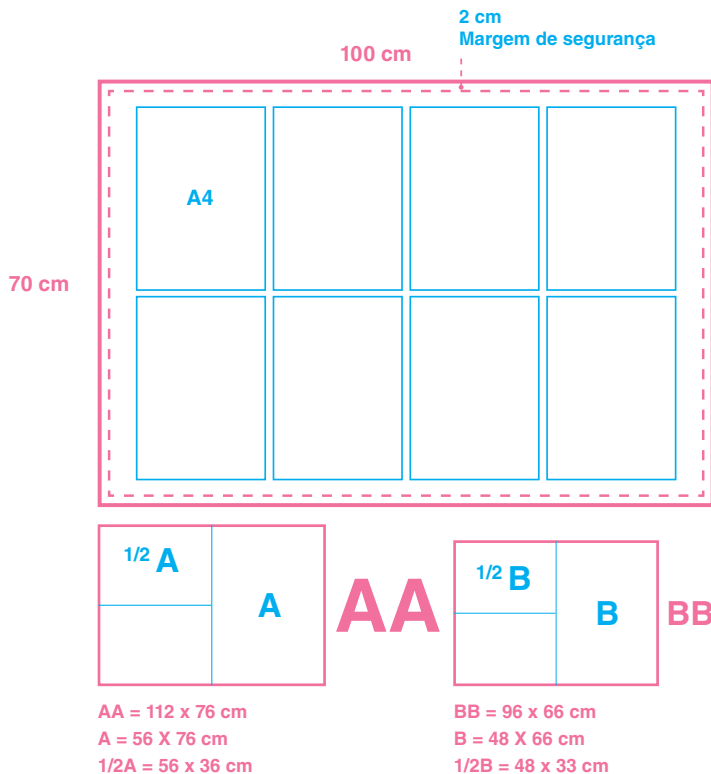 2 cm
Margem de segurança
100 cm
A4
70 cm
1/2 A
A
AA
1/2 B
B
BB
AA = 112 x 76 cm
A = 56 X 76 cm
1/2A = 56 x 36 cm
BB = 96 x 66 cm
B = 48 X 66 cm
1/2B = 48 x 33 cm